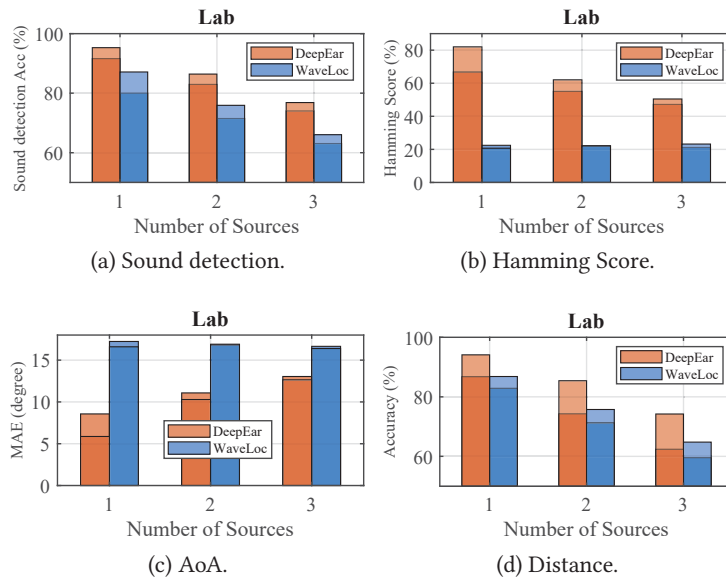 Lab
Sound detection Acc (%)
100
80
60
DeepEar
WaveLoc
1 2 3
Number of Sources
(a) Sound detection.
Lab
Hamming Score (%)
80
60
40
20
0
DeepEar
WaveLoc
1 2 3
Number of Sources
(b) Hamming Score.
Lab
MAE (degree)
15
10
5
0
DeepEar
WaveLoc
1 2 3
Number of Sources
(c) AoA.
Lab
Accuracy (%)
100
80
60
DeepEar
WaveLoc
1 2 3
Number of Sources
(d) Distance.